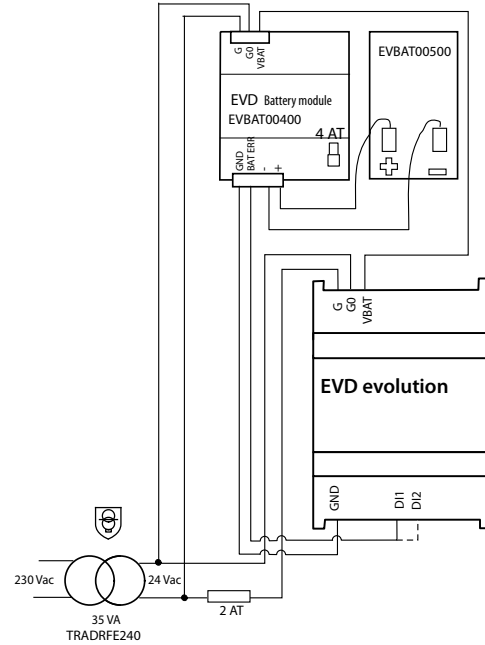 G
G0
VBAT
EVD Battery module
EVBAT00400
4 AT
GND
BAT ERR
-
+
EVBAT00500
G
G0
VBAT
EVD evolution
GND
DI1
DI2
230 Vac
24 Vac
2 AT
35 VA
TRADRFE240